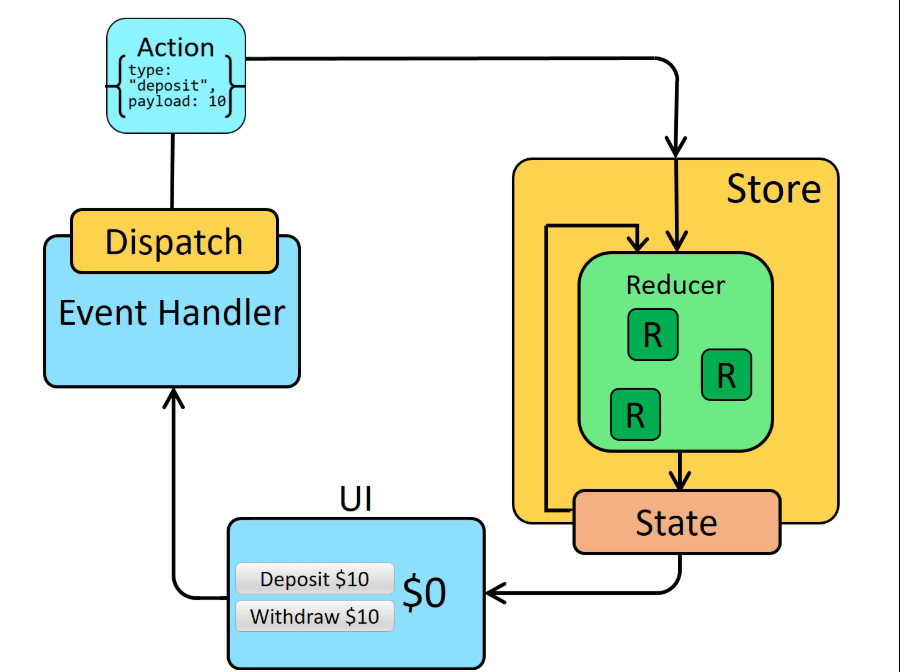 Action
{ type:
"deposit",
payload: 10 }
Store
Dispatch
Event Handler
Reducer
R
R
R
UI
State
Deposit $10
$0
Withdraw $10